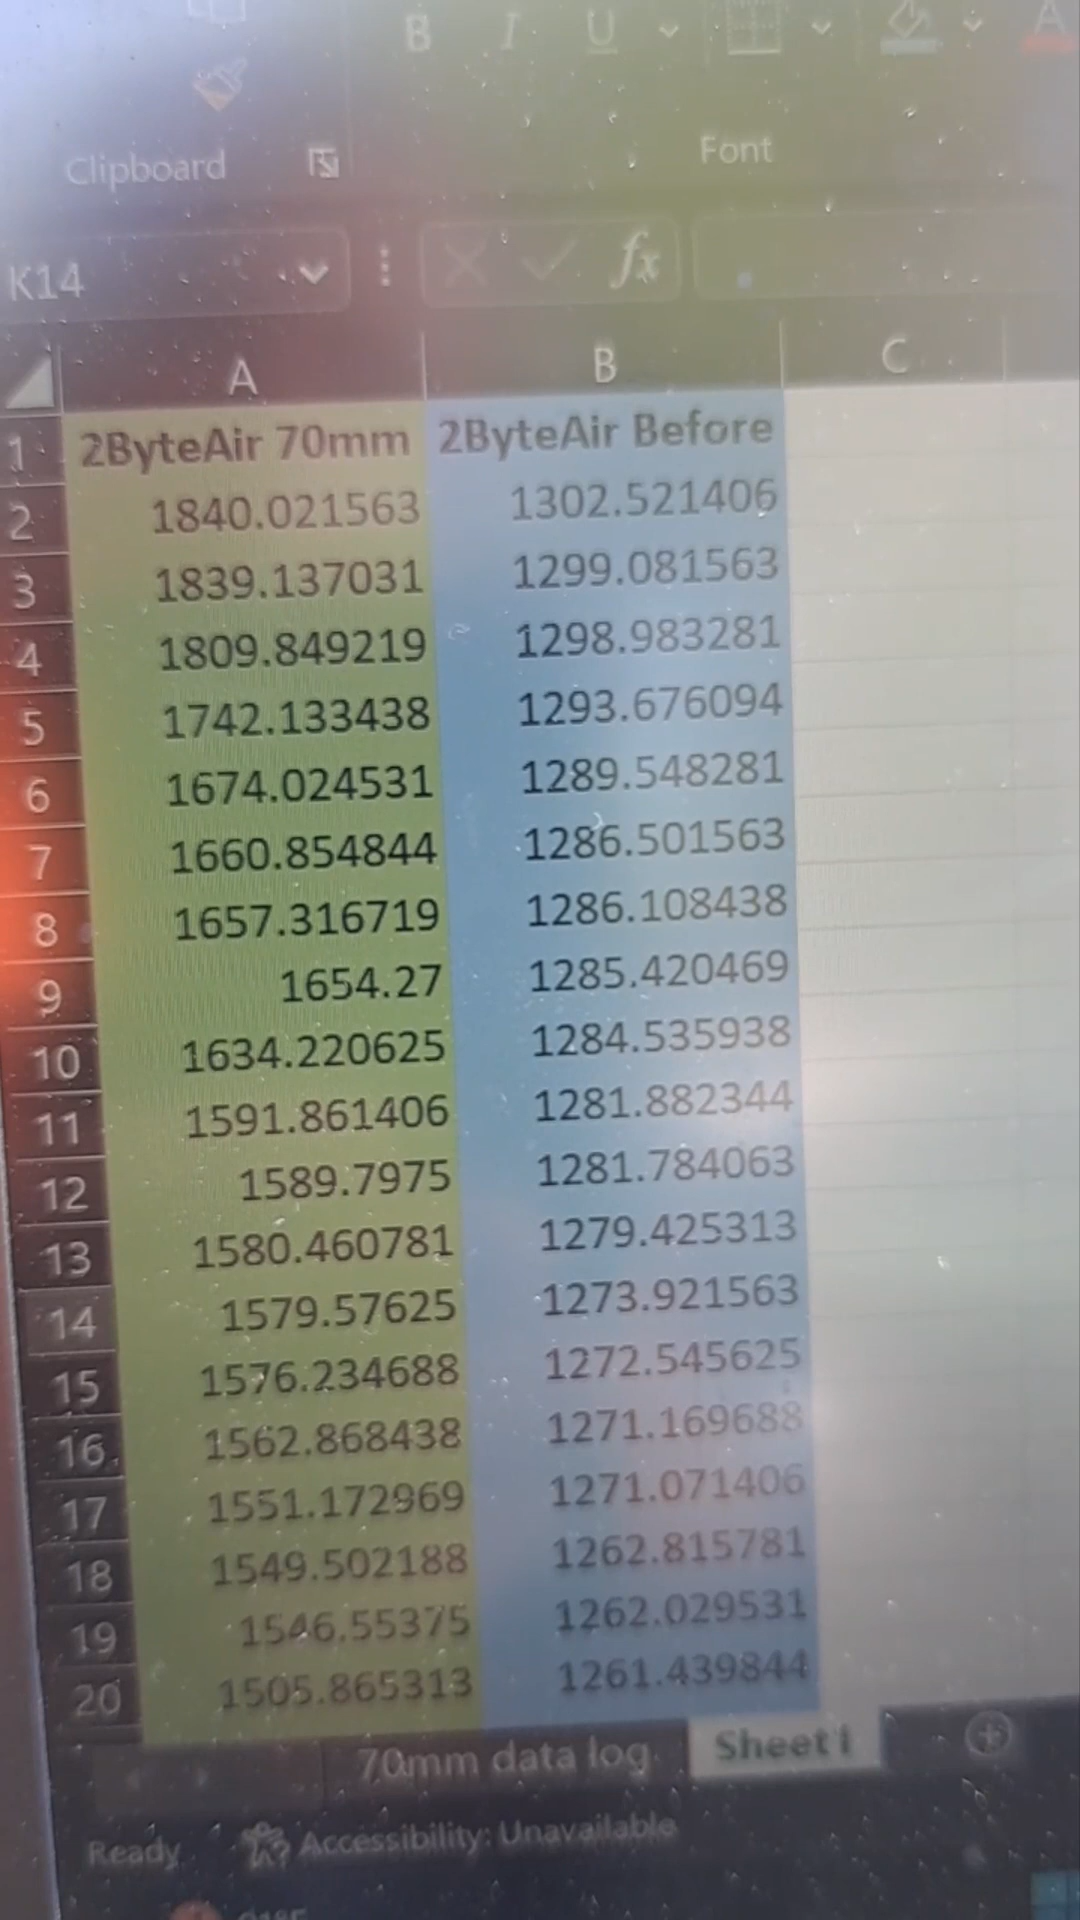 B I U A
Clipboard Font
K14 fx
A B C
1 2ByteAir 70mm 2ByteAir Before
2 1840.021563 1302.521406
3 1839.137031 1299.081563
4 1809.849219 1298.983281
5 1742.133438 1293.676094
6 1674.024531 1289.548281
7 1660.854844 1286.501563
8 1657.316719 1286.108438
9 1654.27 1285.420469
10 1634.220625 1284.535938
11 1591.861406 1281.882344
12 1589.7975 1281.784063
13 1580.460781 1279.425313
14 1579.57625 1273.921563
15 1576.234688 1272.545625
16 1562.868438 1271.169688
17 1551.172969 1271.071406
18 1549.502188 1262.815781
19 1546.55375 1262.029531
20 1505.865313 1261.439844
70mm data log Sheet1
Ready Accessibility: Unavailable